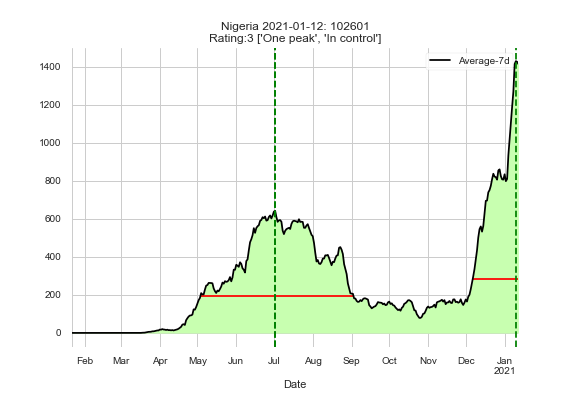 Nigeria 2021-01-12: 102601
Rating:3 ['One peak', 'In control']
Average-7d
1400
1200
1000
800
600
400
200
0
Feb Mar Apr May Jun Jul Aug Sep Oct Nov Dec Jan
2021
Date